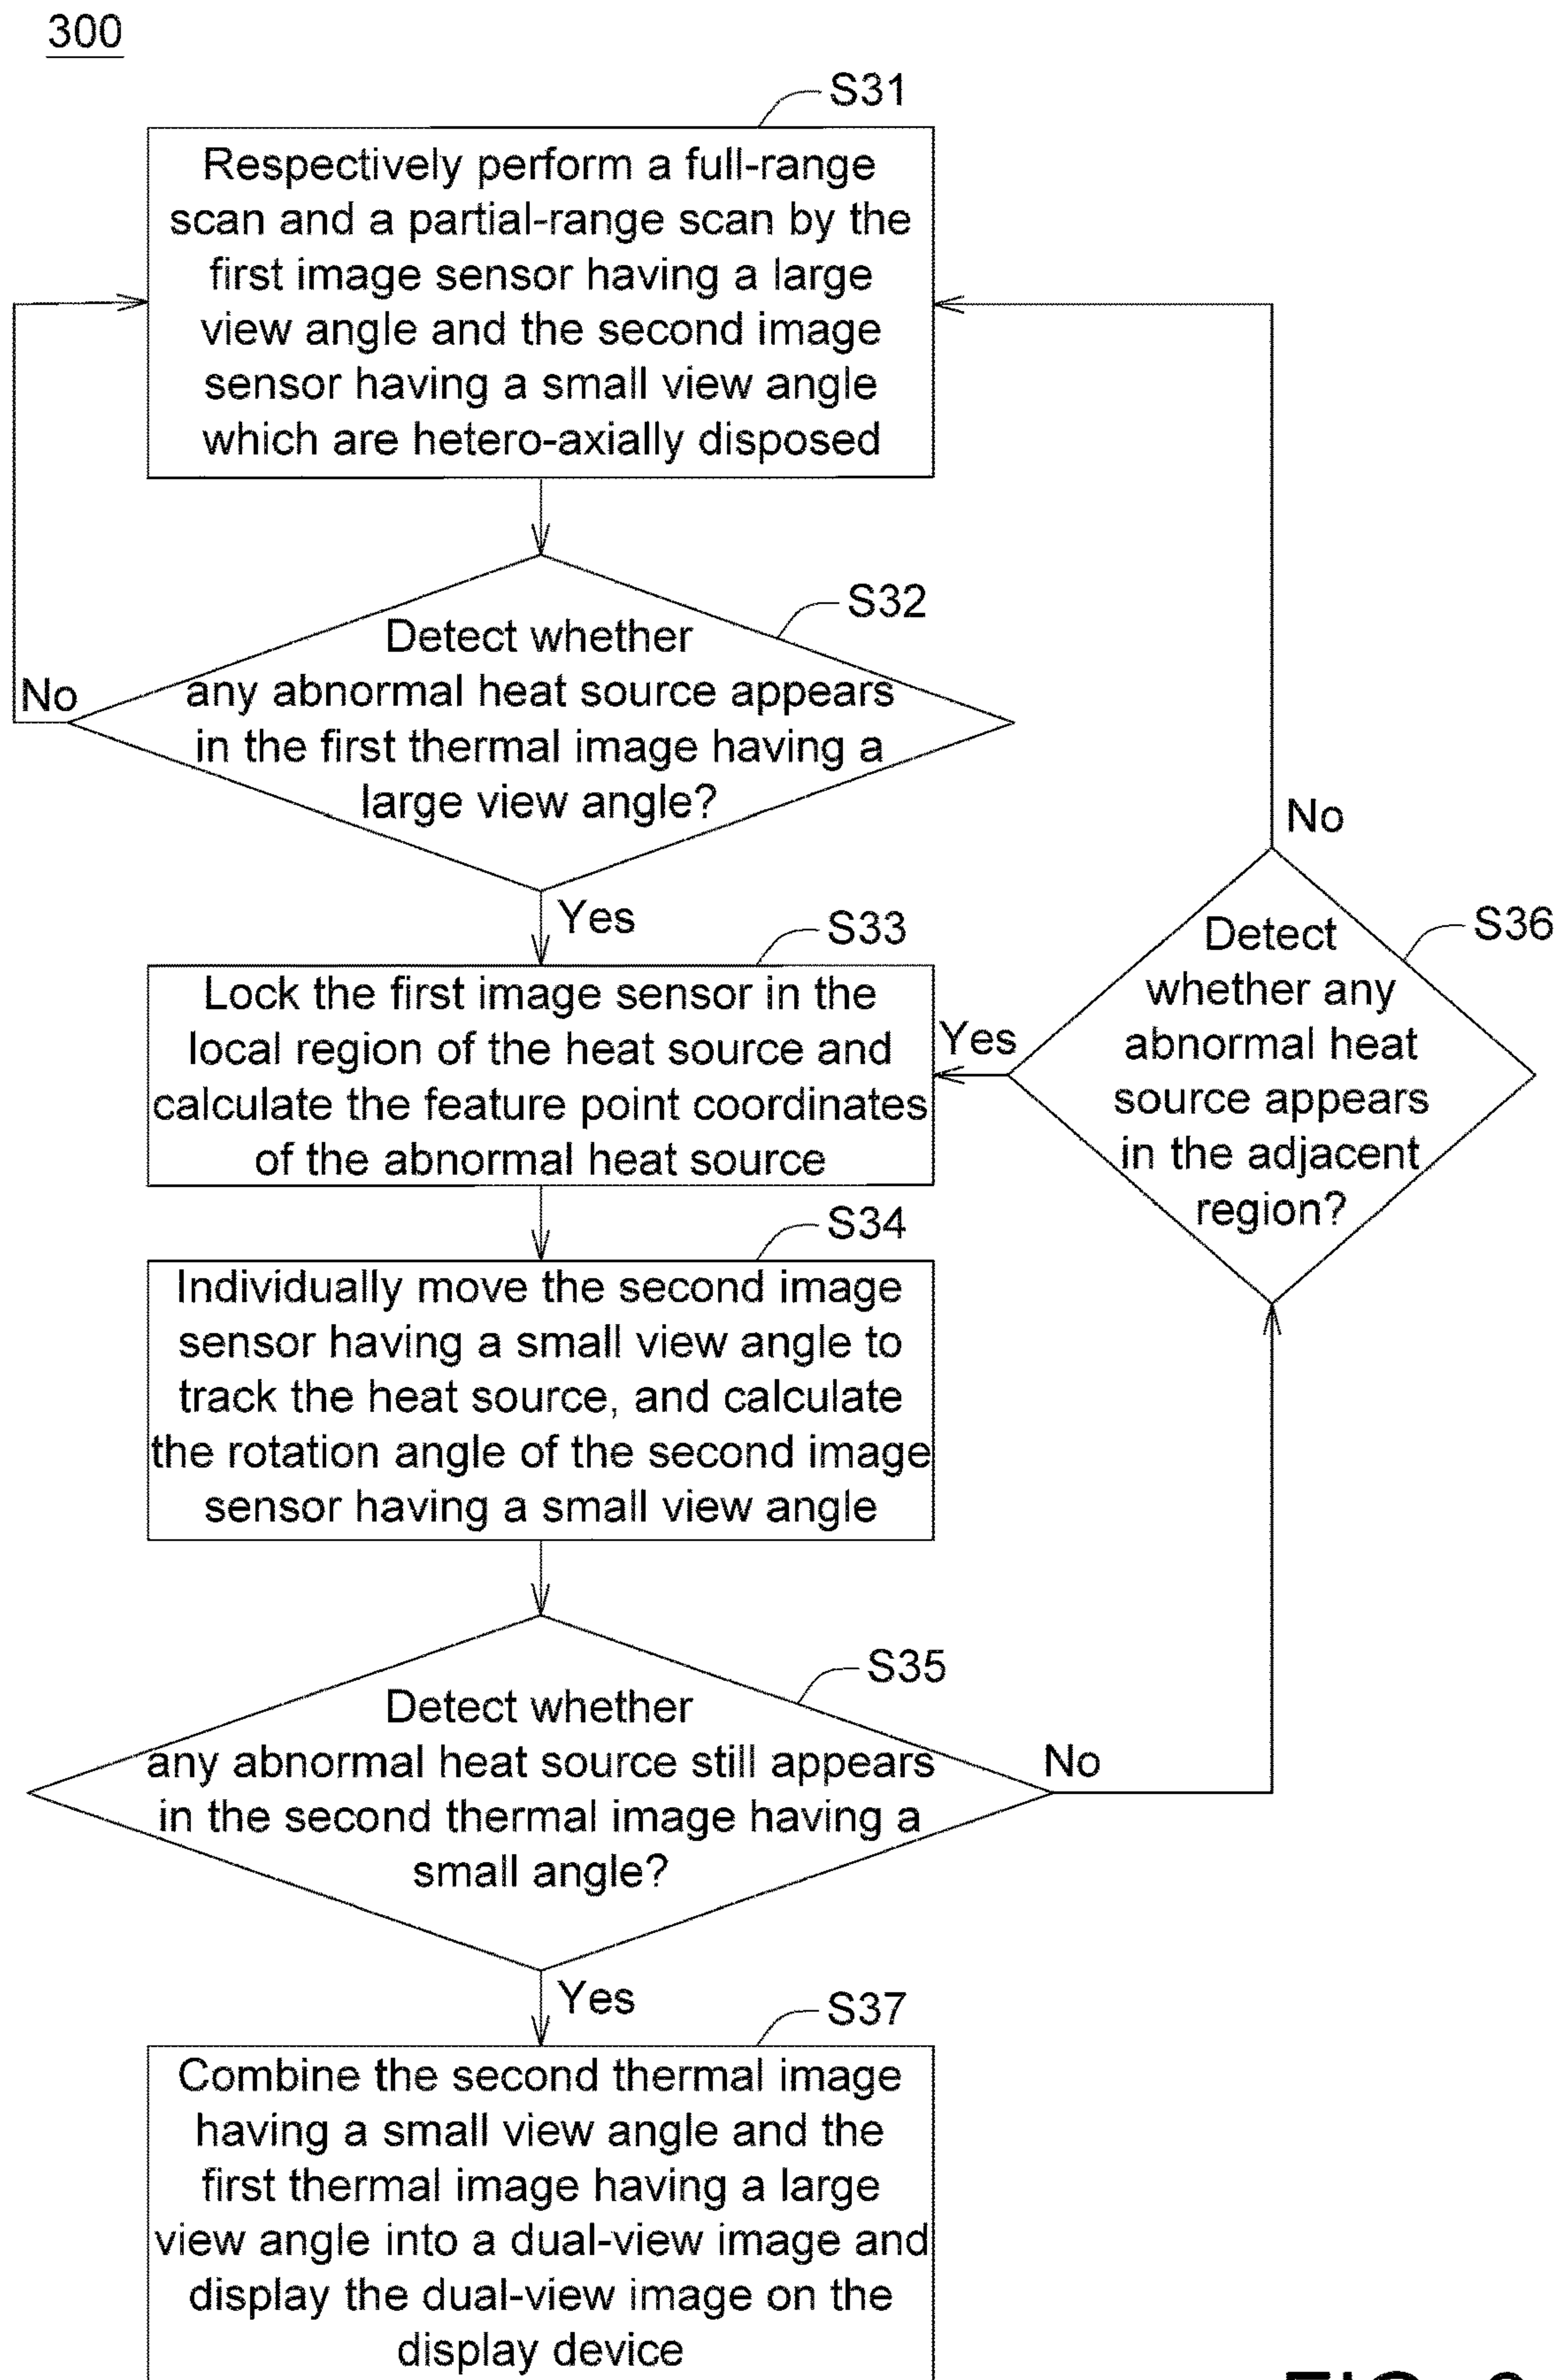 300
S31
Respectively perform a full-range
scan and a partial-range scan by the
first image sensor having a large
view angle and the second image
sensor having a small view angle
which are hetero-axially disposed
S32
Detect whether
any abnormal heat source appears
in the first thermal image having a
large view angle?
No
Yes
S33
Lock the first image sensor in the
local region of the heat source and
calculate the feature point coordinates
of the abnormal heat source
No
S36
Detect
whether any
abnormal heat
source appears
in the adjacent
region?
Yes
S34
Individually move the second image
sensor having a small view angle to
track the heat source, and calculate
the rotation angle of the second image
sensor having a small view angle
S35
Detect whether
any abnormal heat source still appears
in the second thermal image having a
small angle?
No
Yes
S37
Combine the second thermal image
having a small view angle and the
first thermal image having a large
view angle into a dual-view image and
display the dual-view image on the
display device